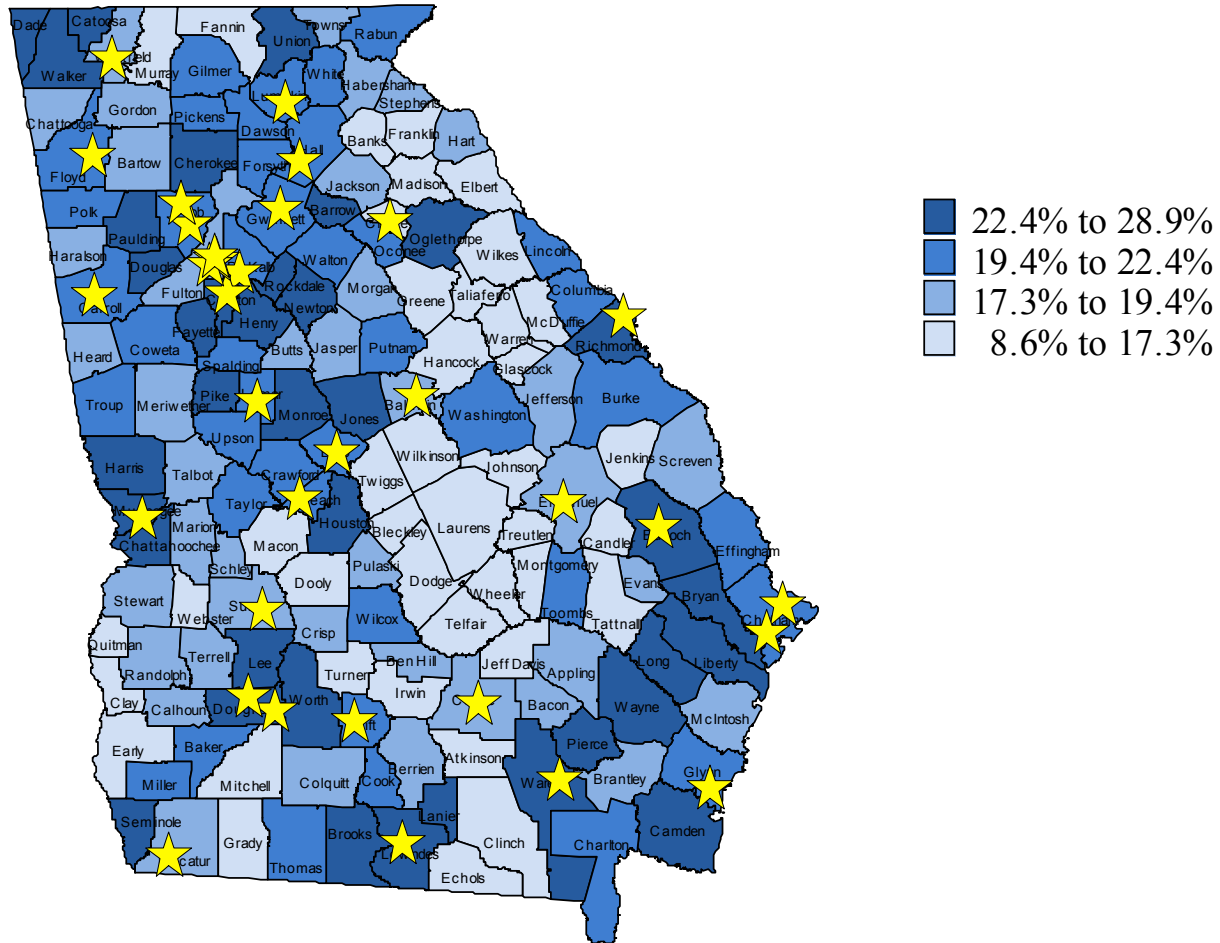 Dade
Catoosa
Fannin
Towns
Rabun
Union
Walker
Murray
Gilmer
White
Habersham
Stephens
Chattooga
Gordon
Pickens
Dawson
Banks
Franklin
Hart
Floyd
Bartow
Cherokee
Forsyth
Jackson
Madison
Elbert
Polk
Paulding
Barrow
Oconee
Oglethorpe
Wilkes
Lincoln
Haralson
Douglas
Fulton
Walton
Rockdale
Newton
Morgan
Greene
Taliafero
Columbia
McDuffie
Warren
Richmond
Fayette
Henry
Heard
Coweta
Spalding
Butts
Jasper
Putnam
Hancock
Glascock
Troup
Meriwether
Pike
Monroe
Jones
Washington
Jefferson
Burke
Harris
Talbot
Upson
Crawford
Twiggs
Wilkinson
Johnson
Jenkins
Screven
Chattahoochee
Marion
Taylor
Macon
Houston
Bleckley
Laurens
Treutlen
Candler
Effingham
Stewart
Webster
Schley
Dooly
Pulaski
Dodge
Wheeler
Montgomery
Toombs
Tattnall
Evans
Bryan
Quitman
Randolph
Terrell
Lee
Crisp
Wilcox
Telfair
Long
Liberty
Clay
Calhoun
Worth
Turner
Ben Hill
Irwin
Jeff Davis
Appling
Bacon
Wayne
McIntosh
Early
Baker
Miller
Mitchell
Colquitt
Cook
Berrien
Atkinson
Pierce
Brantley
Glynn
Seminole
Grady
Thomas
Brooks
Lanier
Clinch
Echols
Charlton
Camden
22.4% to 28.9%
19.4% to 22.4%
17.3% to 19.4%
8.6% to 17.3%